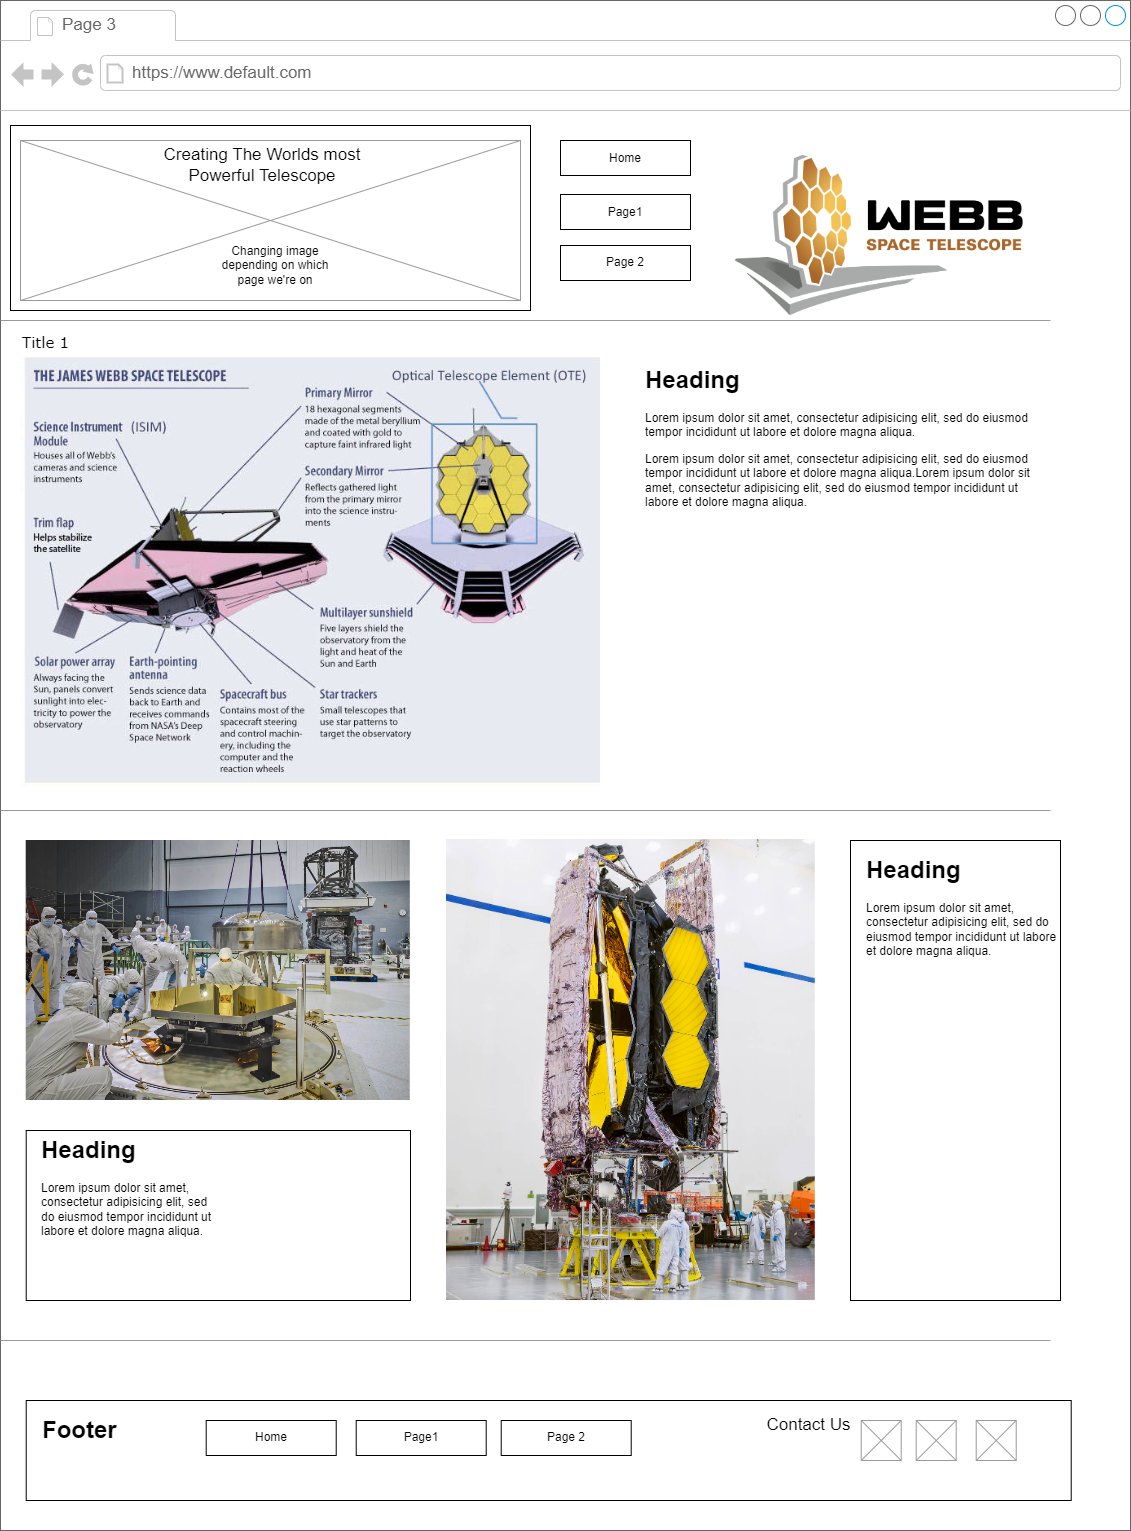 Page 3
https://www.default.com
Creating The Worlds most
Powerful Telescope
Changing image
depending on which
page we're on
Home
Page1
Page 2
WEBB
SPACE TELESCOPE
Title 1
THE JAMES WEBB SPACE TELESCOPE
Optical Telescope Element (OTE)
Primary Mirror
18 hexagonal segments
made of the metal beryllium
and coated with gold to
capture faint infrared light
Science Instrument (ISIM)
Module
Houses all of Webb's
cameras and science
instruments
Secondary Mirror
Reflects gathered light
from the primary mirror
into the science instru-
ments
Trim flap
Helps stabilize
the satellite
Multilayer sunshield
Five layers shield the
observatory from the
light and heat of the
Sun and Earth
Solar power array
Always facing the
Sun, panels convert
sunlight into elec-
tricity to power the
observatory
Earth-pointing
antenna
Sends science data
back to Earth and
receives commands
from NASA's Deep
Space Network
Spacecraft bus
Contains most of the
spacecraft steering
and control machin-
ery, including the
computer and the
reaction wheels
Star trackers
Small telescopes that
use star patterns to
target the observatory
Heading
Lorem ipsum dolor sit amet, consectetur adipisicing elit, sed do eiusmod
tempor incididunt ut labore et dolore magna aliqua.
Lorem ipsum dolor sit amet, consectetur adipisicing elit, sed do eiusmod
tempor incididunt ut labore et dolore magna aliqua.Lorem ipsum dolor sit
amet, consectetur adipisicing elit, sed do eiusmod tempor incididunt ut
labore et dolore magna aliqua.
Heading
Lorem ipsum dolor sit amet,
consectetur adipisicing elit, sed
do eiusmod tempor incididunt ut
labore et dolore magna aliqua.
Heading
Lorem ipsum dolor sit amet,
consectetur adipisicing elit, sed do
eiusmod tempor incididunt ut labore
et dolore magna aliqua.
Footer
Home
Page1
Page 2
Contact Us